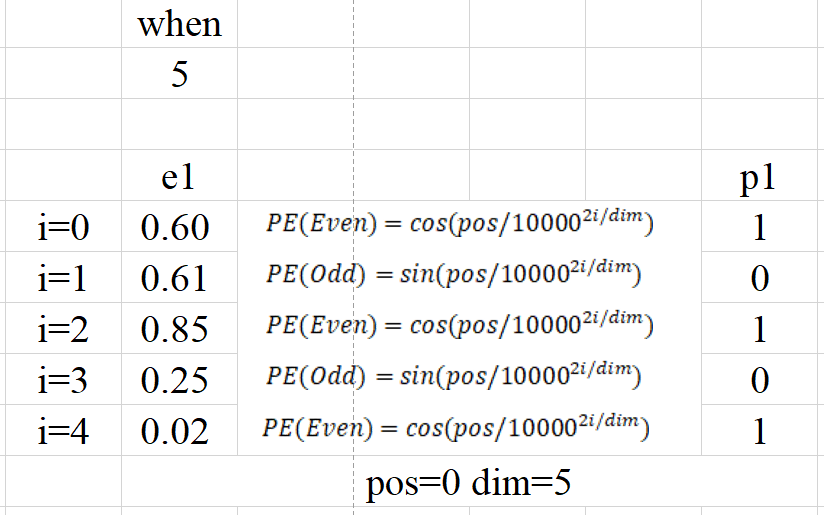 when
5
e1 p1
i=0 0.60 PE(Even) = cos(pos/10000^{2i/dim}) 1
i=1 0.61 PE(Odd) = sin(pos/10000^{2i/dim}) 0
i=2 0.85 PE(Even) = cos(pos/10000^{2i/dim}) 1
i=3 0.25 PE(Odd) = sin(pos/10000^{2i/dim}) 0
i=4 0.02 PE(Even) = cos(pos/10000^{2i/dim}) 1
pos=0 dim=5